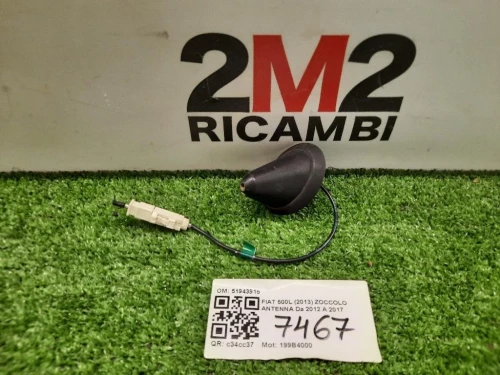 2M2
RICAMBI
OM: 51943915
FIAT 500L (2013) ZOCCOLO
ANTENNA Da 2012 A 2017
7467
QR: c34cc37 Mot: 199B4000